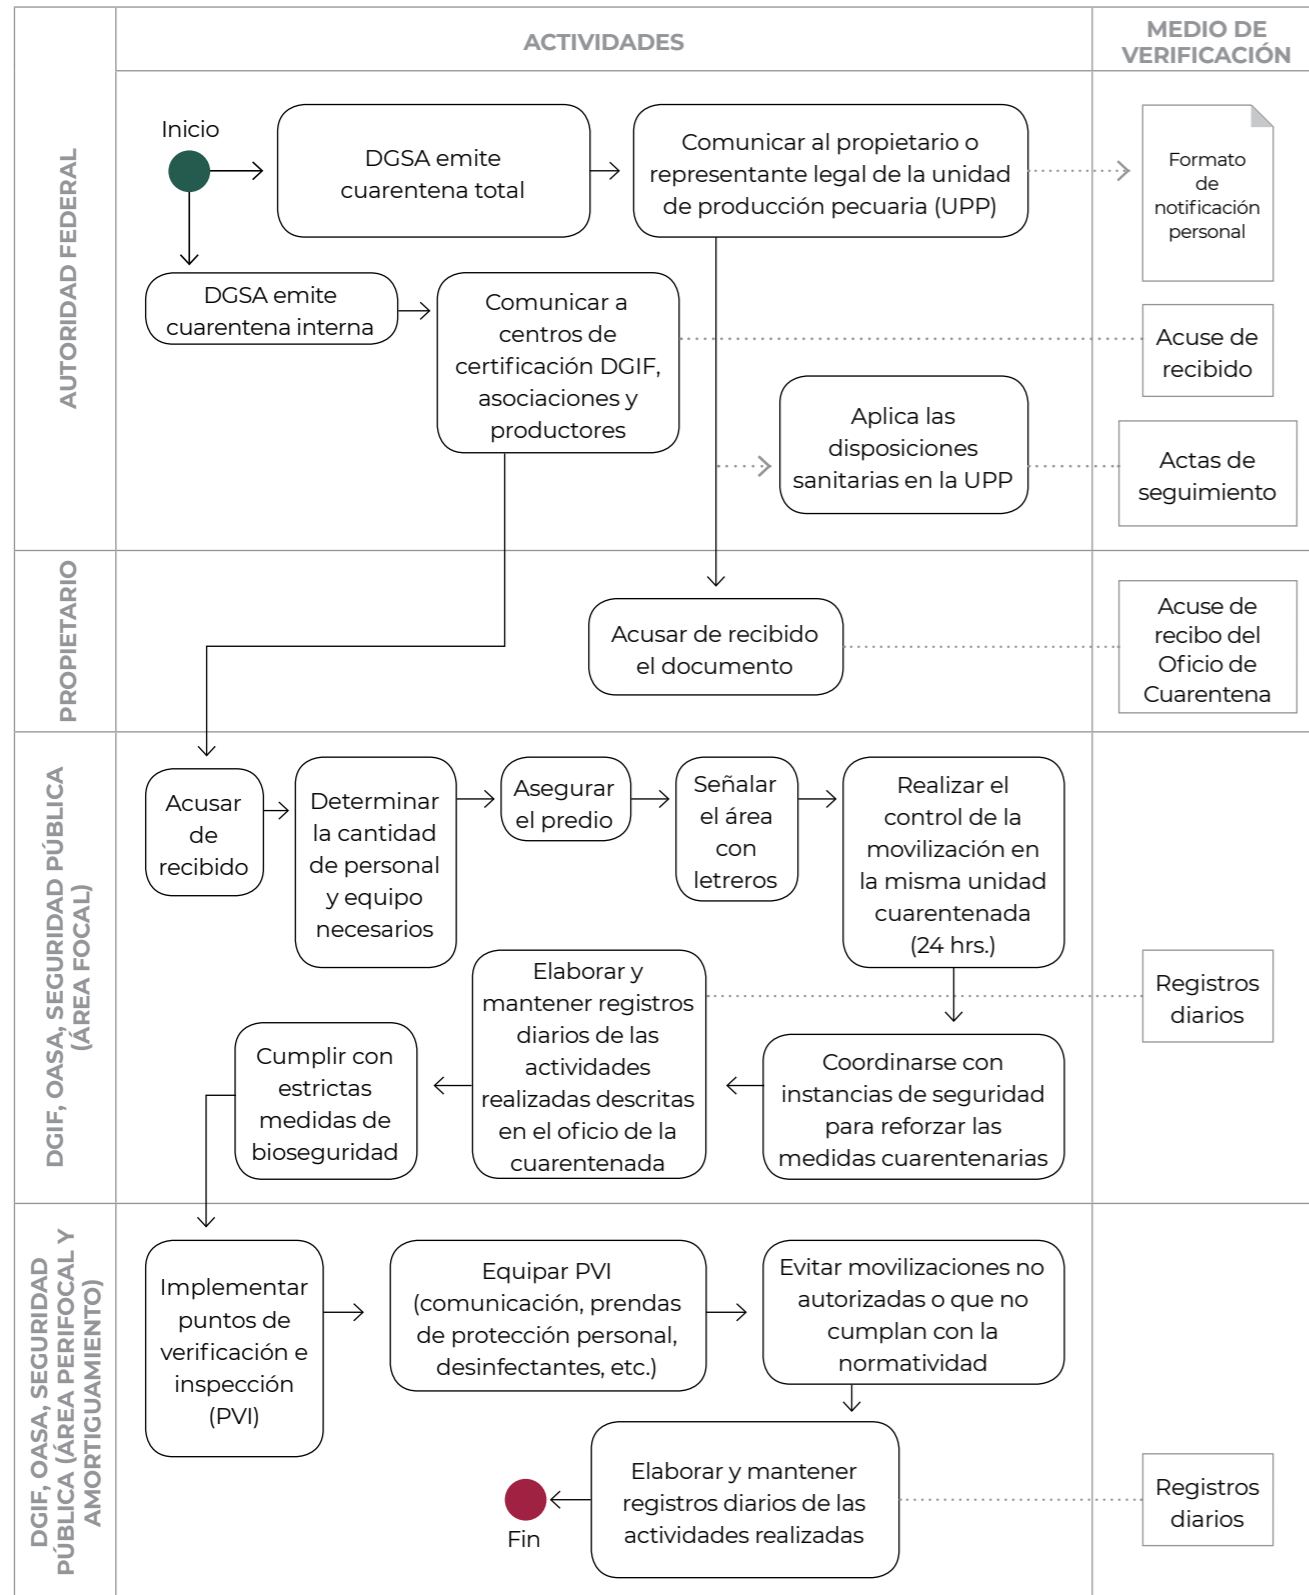 ACTIVIDADES
MEDIO DE
VERIFICACIÓN
AUTORIDAD FEDERAL
Inicio
DGSA emite
cuarentena total
Comunicar al propietario o
representante legal de la unidad
de producción pecuaria (UPP)
Formato
de
notificación
personal
DGSA emite
cuarentena interna
Comunicar a
centros de
certificación DGIF,
asociaciones y
productores
Acuse de
recibido
Aplica las
disposiciones
sanitarias en la UPP
Actas de
seguimiento
PROPIETARIO
Acusar de recibido
el documento
Acuse de
recibo del
Oficio de
Cuarentena
DGIF, OASA, SEGURIDAD PÚBLICA
(ÁREA FOCAL)
Acusar
de
recibido
Determinar
la cantidad
de personal
y equipo
necesarios
Asegurar
el predio
Señalar
el área
con
letreros
Realizar el
control de la
movilización en
la misma unidad
cuarentenada
(24 hrs.)
Coordinarse con
instancias de seguridad
para reforzar las
medidas cuarentenarias
Elaborar y
mantener registros
diarios de las
actividades
realizadas descritas
en el oficio de la
cuarentenada
Registros
diarios
Cumplir con
estrictas
medidas de
bioseguridad
DGIF, OASA, SEGURIDAD
PÚBLICA (ÁREA PERIFOCAL Y
AMORTIGUAMIENTO)
Implementar
puntos de
verificación e
inspección
(PVI)
Equipar PVI
(comunicación, prendas
de protección personal,
desinfectantes, etc.)
Evitar movilizaciones no
autorizadas o que no
cumplan con la
normatividad
Elaborar y mantener
registros diarios de las
actividades realizadas
Registros
diarios
Fin